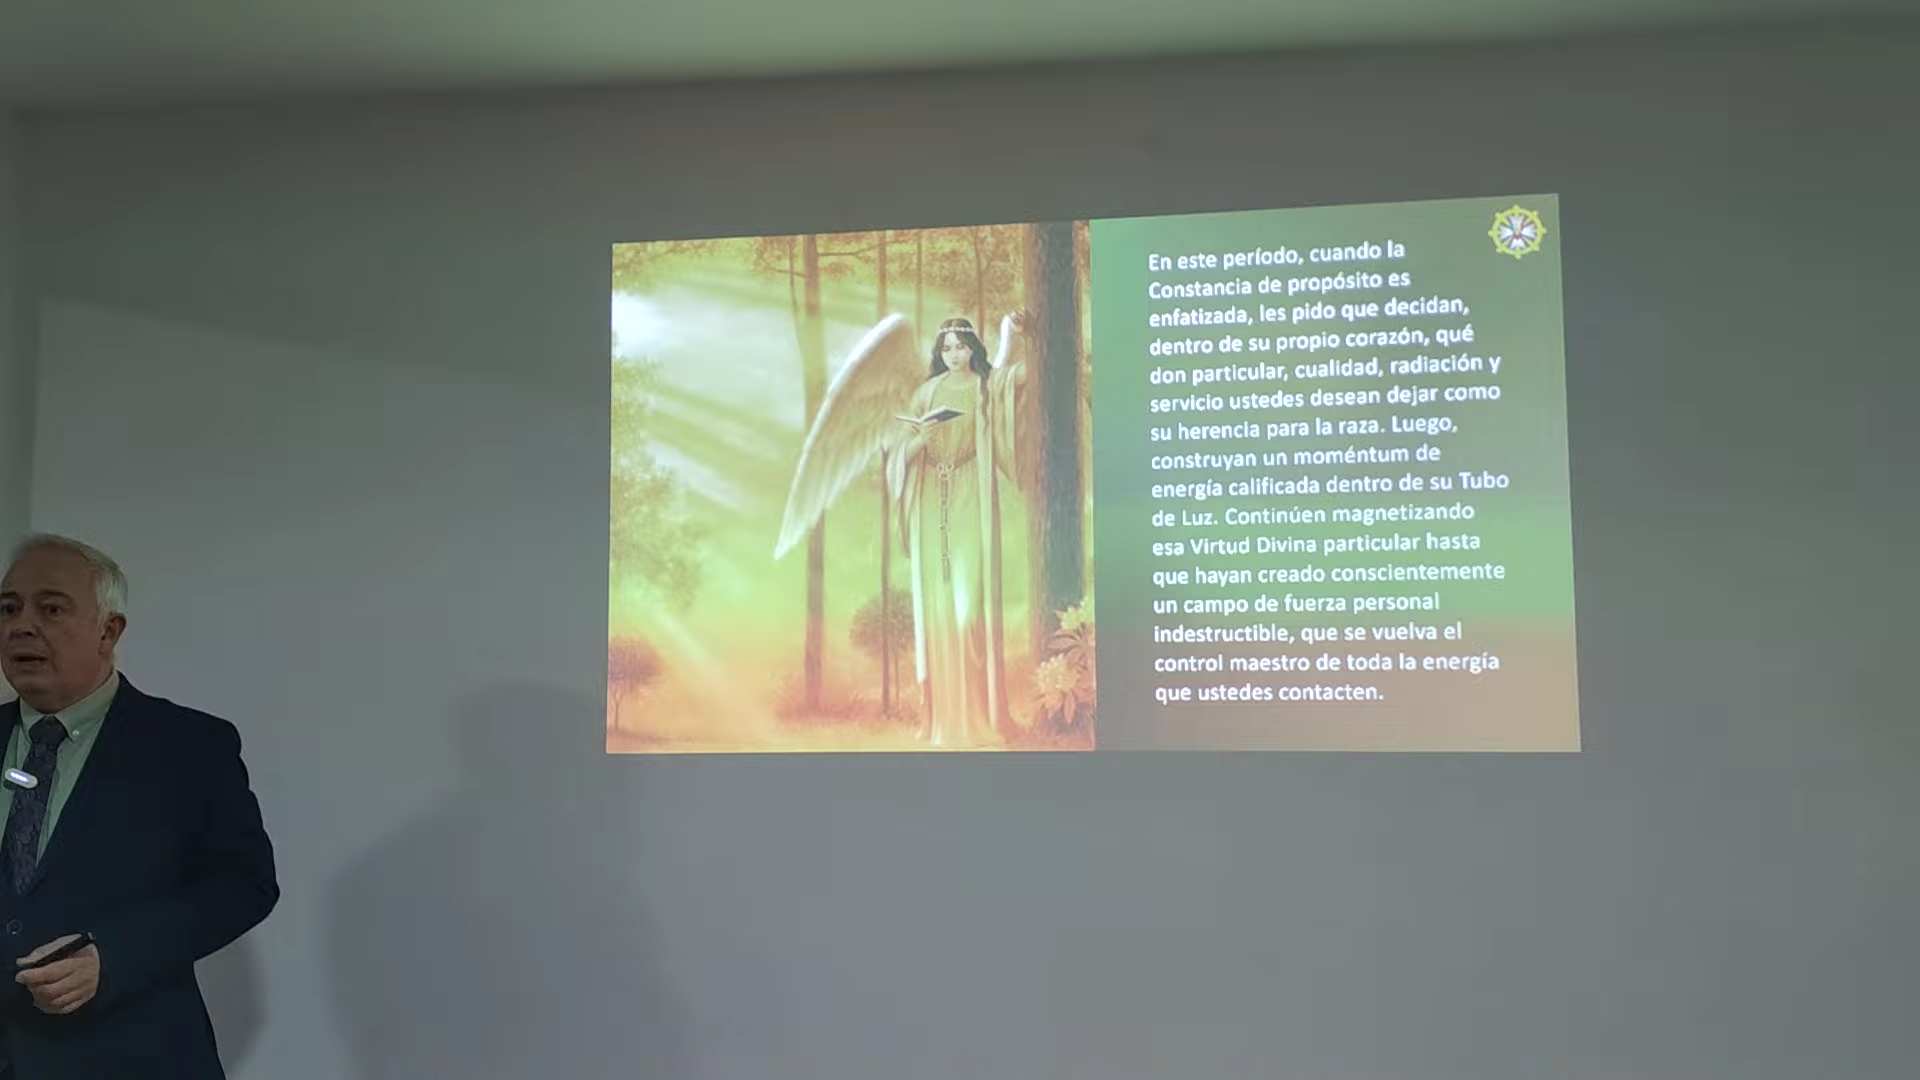 En este período, cuando la
Constancia de propósito es
enfatizada, les pido que decidan,
dentro de su propio corazón, qué
don particular, cualidad, radiación y
servicio ustedes desean dejar como
su herencia para la raza. Luego,
construyan un moméntum de
energía calificada dentro de su Tubo
de Luz. Continúen magnetizando
esa Virtud Divina particular hasta
que hayan creado conscientemente
un campo de fuerza personal
indestructible, que se vuelva el
control maestro de toda la energía
que ustedes contacten.